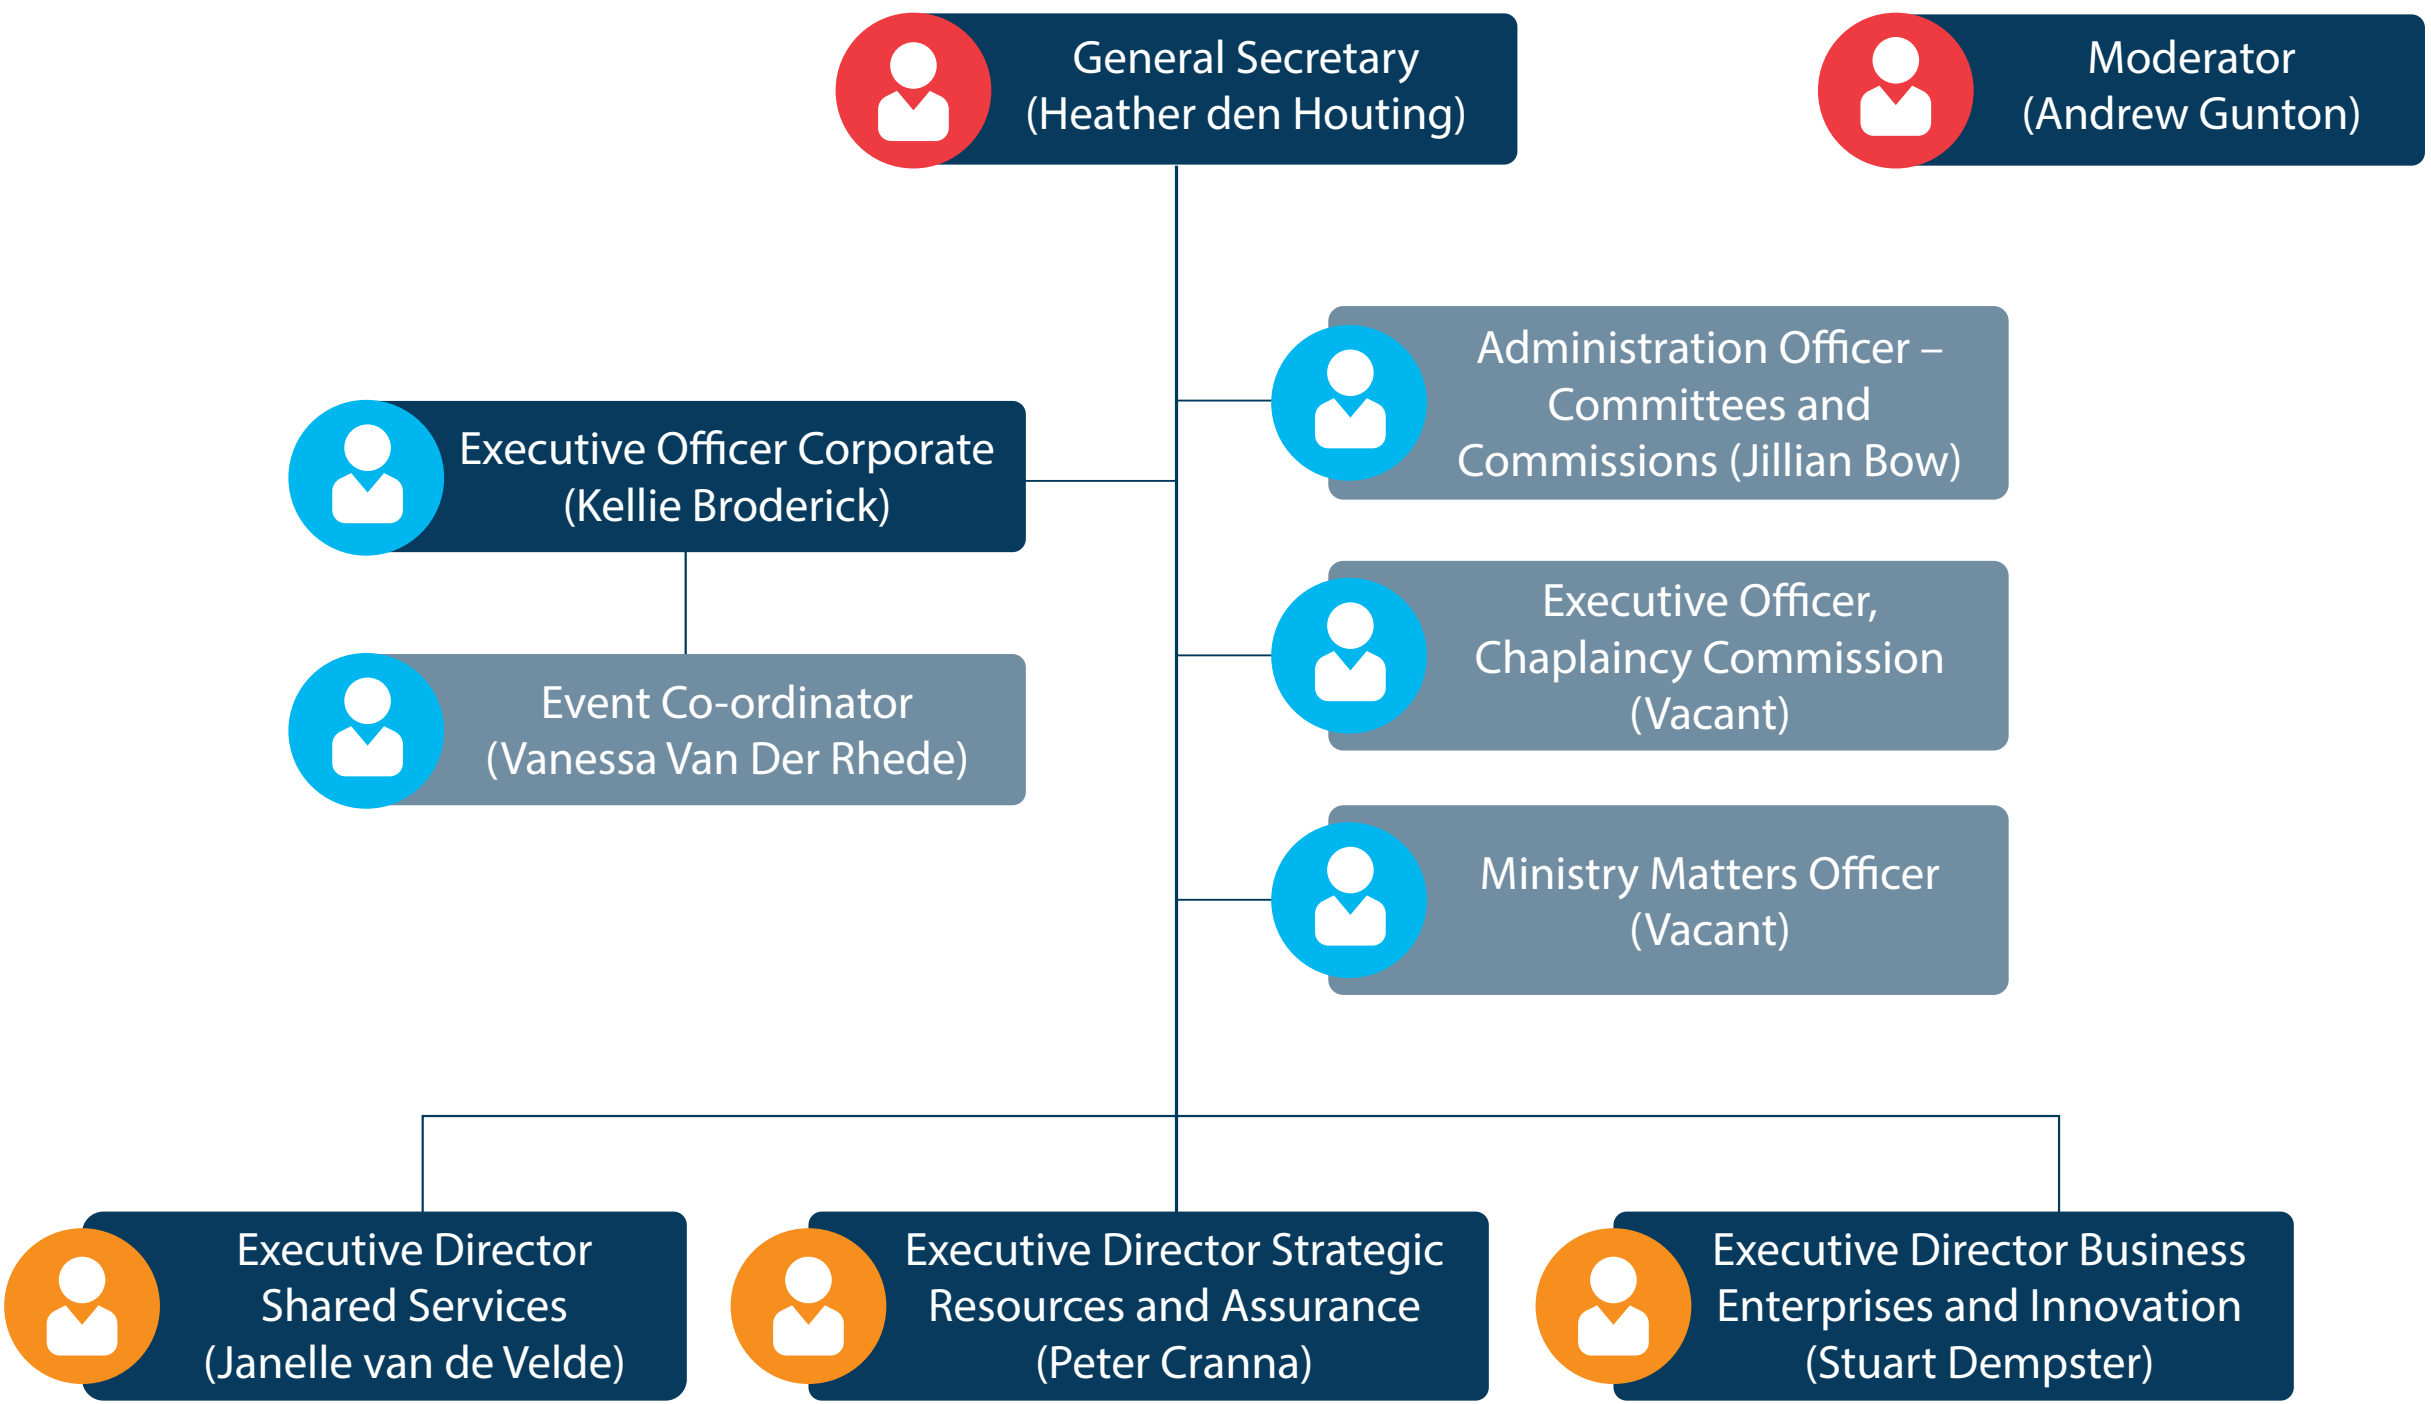 General Secretary
(Heather den Houting)
Moderator
(Andrew Gunton)
Administration Officer –
Committees and
Commissions (Jillian Bow)
Executive Officer Corporate
(Kellie Broderick)
Executive Officer,
Chaplaincy Commission
(Vacant)
Event Co-ordinator
(Vanessa Van Der Rhede)
Ministry Matters Officer
(Vacant)
Executive Director
Shared Services
(Janelle van de Velde)
Executive Director Strategic
Resources and Assurance
(Peter Cranna)
Executive Director Business
Enterprises and Innovation
(Stuart Dempster)